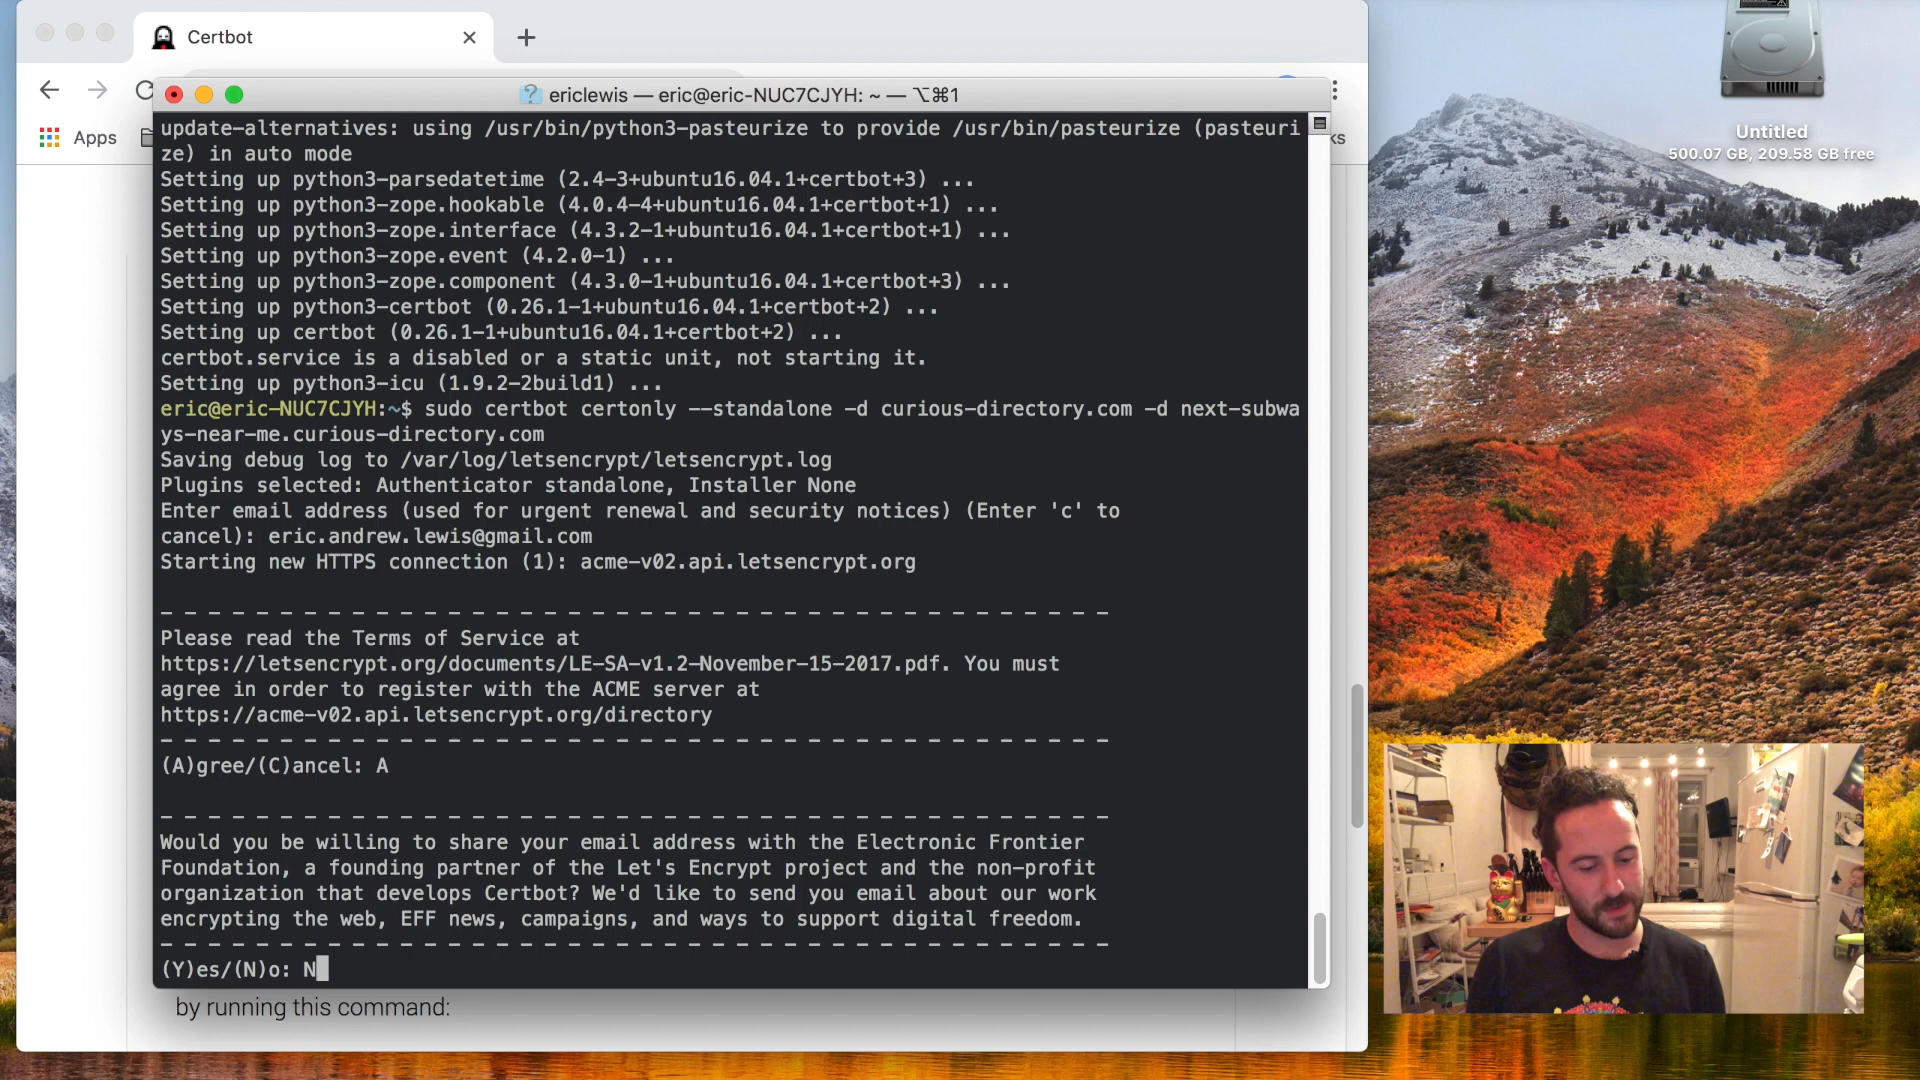 Certbot
ericlewis — eric@eric-NUC7CJYH: ~ — ⌥⌘1
Apps
ks
update-alternatives: using /usr/bin/python3-pasteurize to provide /usr/bin/pasteurize (pasteuri
ze) in auto mode
Setting up python3-parsedatetime (2.4-3+ubuntu16.04.1+certbot+3) ...
Setting up python3-zope.hookable (4.0.4-4+ubuntu16.04.1+certbot+1) ...
Setting up python3-zope.interface (4.3.2-1+ubuntu16.04.1+certbot+1) ...
Setting up python3-zope.event (4.2.0-1) ...
Setting up python3-zope.component (4.3.0-1+ubuntu16.04.1+certbot+3) ...
Setting up python3-certbot (0.26.1-1+ubuntu16.04.1+certbot+2) ...
Setting up certbot (0.26.1-1+ubuntu16.04.1+certbot+2) ...
certbot.service is a disabled or a static unit, not starting it.
Setting up python3-icu (1.9.2-2build1) ...
eric@eric-NUC7CJYH:~$ sudo certbot certonly --standalone -d curious-directory.com -d next-subwa
ys-near-me.curious-directory.com
Saving debug log to /var/log/letsencrypt/letsencrypt.log
Plugins selected: Authenticator standalone, Installer None
Enter email address (used for urgent renewal and security notices) (Enter 'c' to
cancel): eric.andrew.lewis@gmail.com
Starting new HTTPS connection (1): acme-v02.api.letsencrypt.org
- - - - - - - - - - - - - - - - - - - - - - - - - - - - - - - - - - - - - - - -
Please read the Terms of Service at
https://letsencrypt.org/documents/LE-SA-v1.2-November-15-2017.pdf. You must
agree in order to register with the ACME server at
https://acme-v02.api.letsencrypt.org/directory
- - - - - - - - - - - - - - - - - - - - - - - - - - - - - - - - - - - - - - - -
(A)gree/(C)ancel: A
- - - - - - - - - - - - - - - - - - - - - - - - - - - - - - - - - - - - - - - -
Would you be willing to share your email address with the Electronic Frontier
Foundation, a founding partner of the Let's Encrypt project and the non-profit
organization that develops Certbot? We'd like to send you email about our work
encrypting the web, EFF news, campaigns, and ways to support digital freedom.
- - - - - - - - - - - - - - - - - - - - - - - - - - - - - - - - - - - - - - - -
(Y)es/(N)o: N
by running this command:
Untitled
500.07 GB, 209.58 GB free